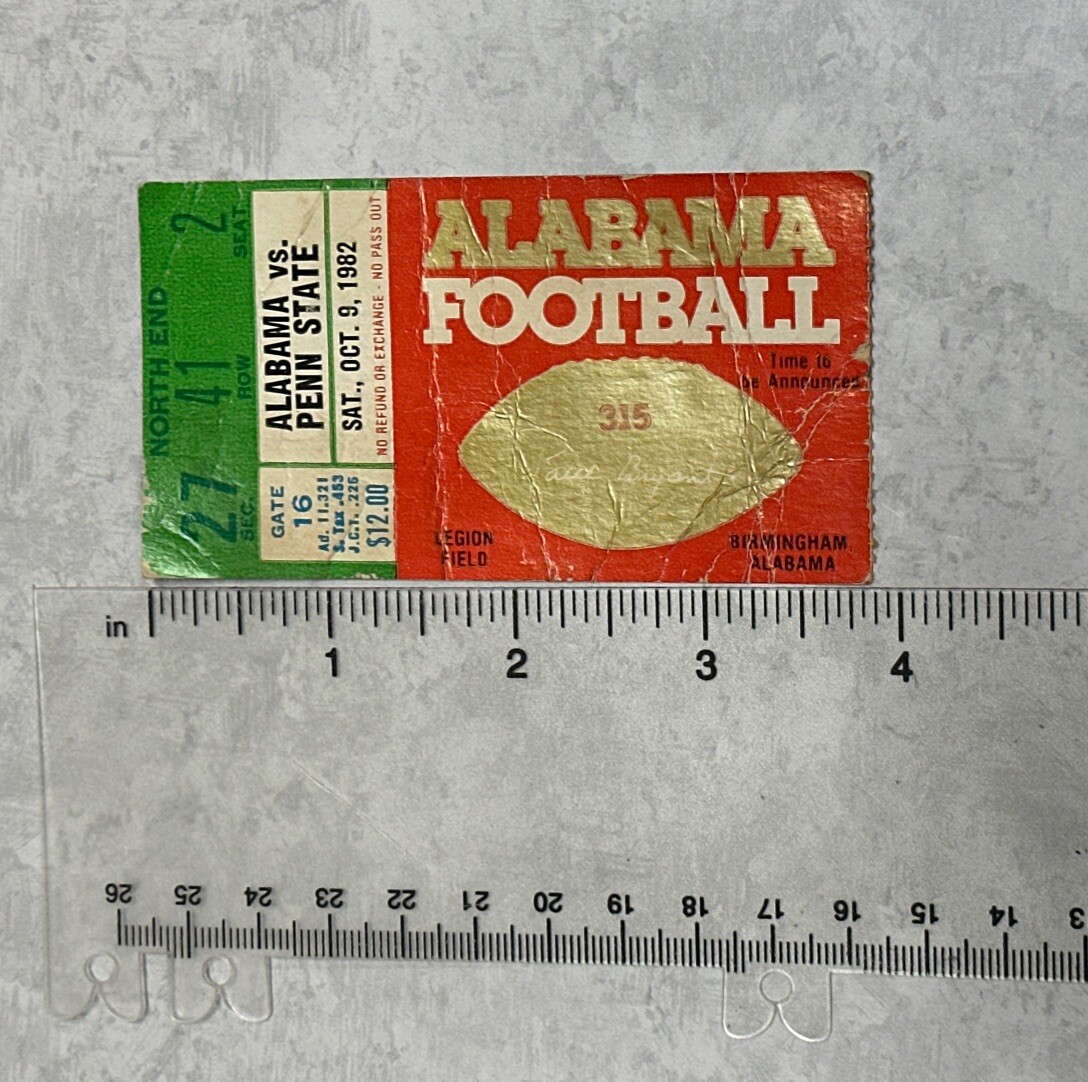 NORTH END
27 41 2
SEC. ROW SEAT
ALABAMA vs.
PENN STATE
SAT., OCT. 9, 1982
NO REFUND OR EXCHANGE - NO PASS OUT
GATE
16
Ad. 11.321
S. Tax .453
J.C.T. .226
$12.00
ALABAMA
FOOTBALL
Time to
be Announced
315
Paul Bryant
LEGION
FIELD
BIRMINGHAM,
ALABAMA
in
1 2 3 4
26 25 24 23 22 21 20 19 18 17 16 15 14 3